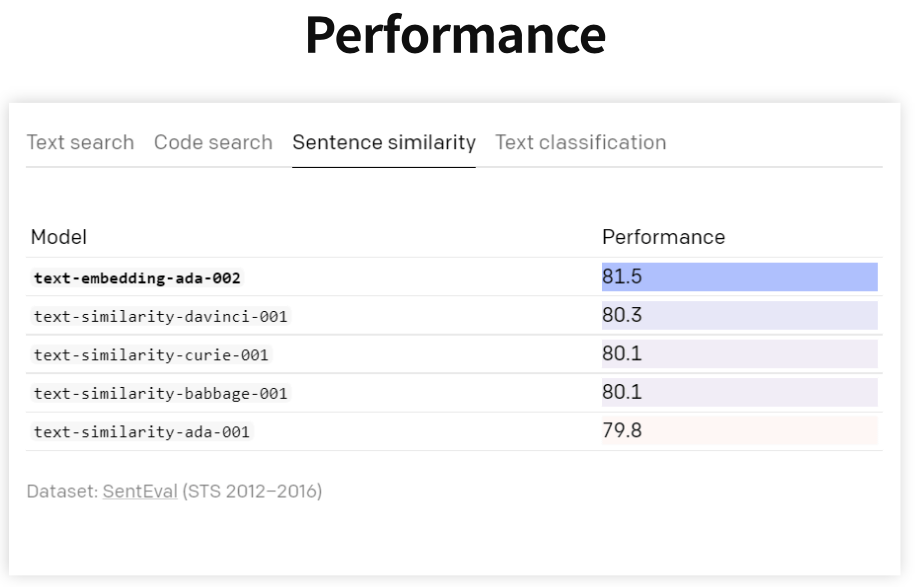 Performance
Text search Code search Sentence similarity Text classification
Model Performance
text-embedding-ada-002 81.5
text-similarity-davinci-001 80.3
text-similarity-curie-001 80.1
text-similarity-babbage-001 80.1
text-similarity-ada-001 79.8
Dataset: SentEval (STS 2012–2016)